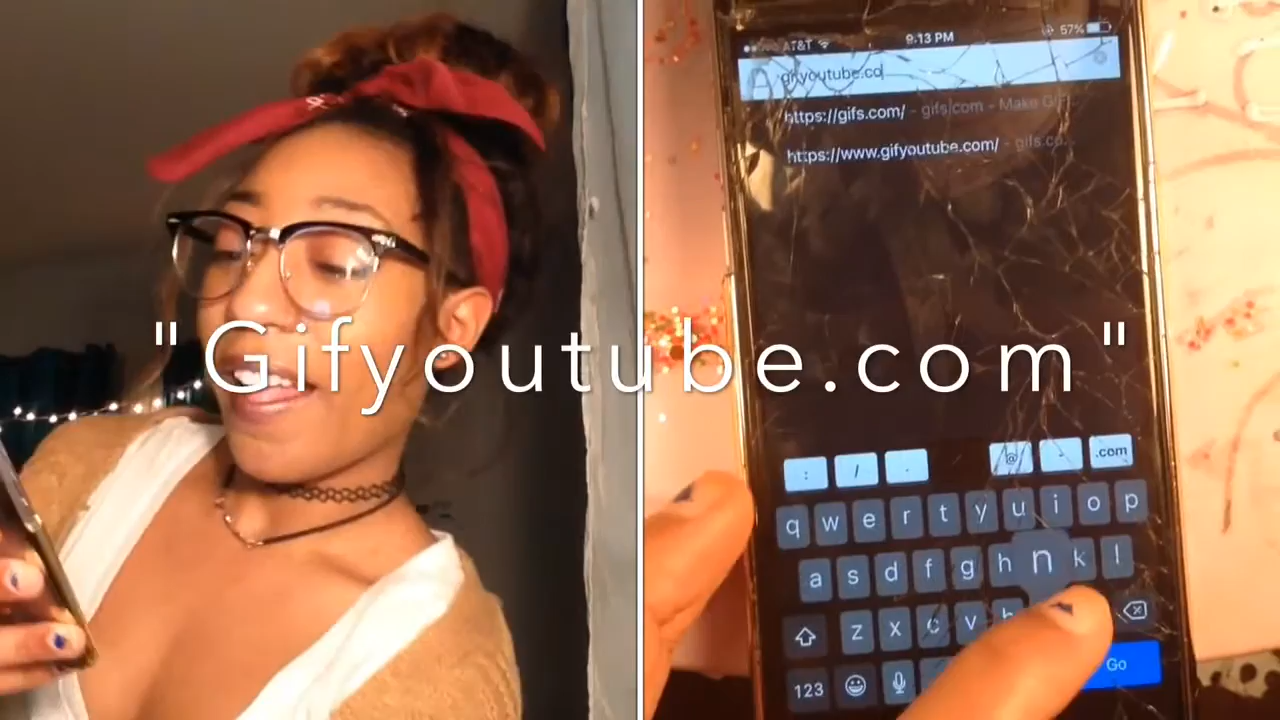 "Gifyoutube.com"
AT&T 9:13 PM 57%
gifyoutube.co
https://gifs.com/ - gifs.com - Make GIF
https://www.gifyoutube.com/ - gifs.co...
: / . @ - .com
q w e r t y u i o p
a s d f g h n k l
z x c v b
123 Go